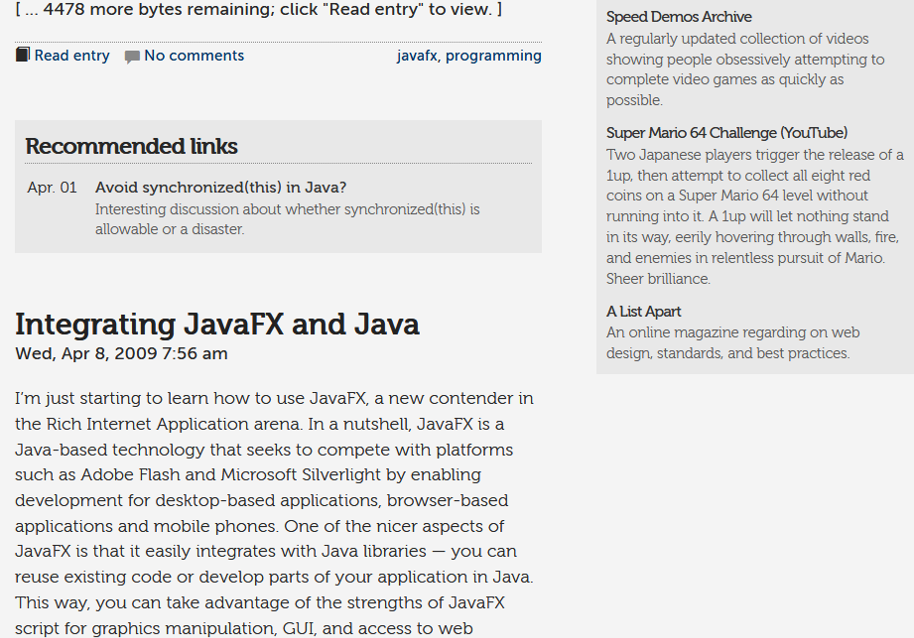 [ ... 4478 more bytes remaining; click "Read entry" to view. ]
Read entry No comments javafx, programming
Recommended links
Apr. 01 Avoid synchronized(this) in Java?
Interesting discussion about whether synchronized(this) is
allowable or a disaster.
Integrating JavaFX and Java
Wed, Apr 8, 2009 7:56 am
I'm just starting to learn how to use JavaFX, a new contender in
the Rich Internet Application arena. In a nutshell, JavaFX is a
Java-based technology that seeks to compete with platforms
such as Adobe Flash and Microsoft Silverlight by enabling
development for desktop-based applications, browser-based
applications and mobile phones. One of the nicer aspects of
JavaFX is that it easily integrates with Java libraries — you can
reuse existing code or develop parts of your application in Java.
This way, you can take advantage of the strengths of JavaFX
script for graphics manipulation, GUI, and access to web
Speed Demos Archive
A regularly updated collection of videos
showing people obsessively attempting to
complete video games as quickly as
possible.
Super Mario 64 Challenge (YouTube)
Two Japanese players trigger the release of a
1up, then attempt to collect all eight red
coins on a Super Mario 64 level without
running into it. A 1up will let nothing stand
in its way, eerily hovering through walls, fire,
and enemies in relentless pursuit of Mario.
Sheer brilliance.
A List Apart
An online magazine regarding on web
design, standards, and best practices.